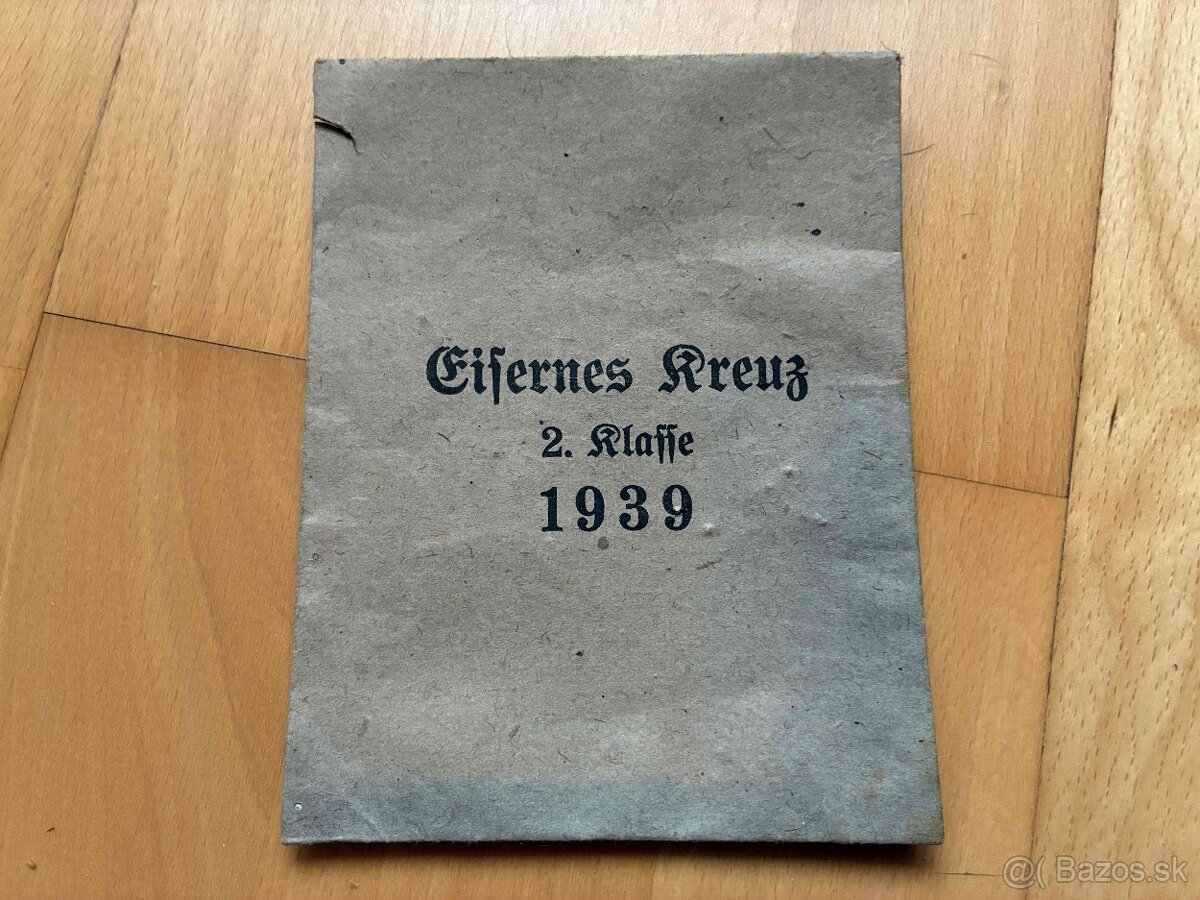 Eiſernes Kreuz
2. Klaſſe
1939
@( Bazos.sk